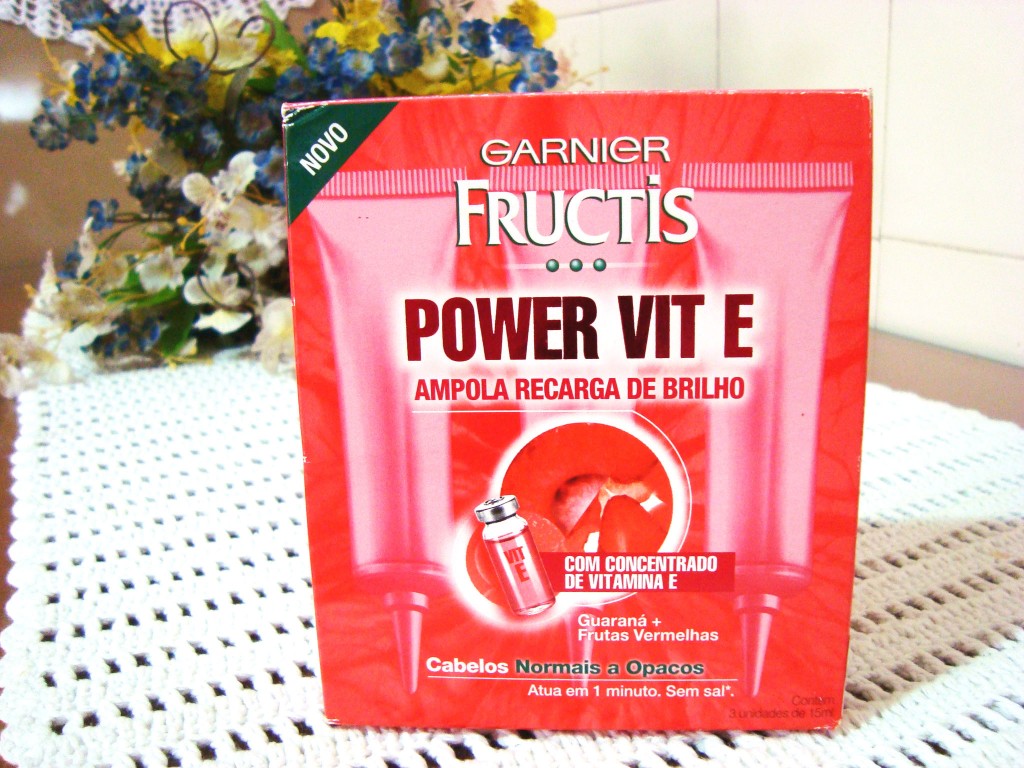 NOVO
GARNIER
FRUCTIS
POWER VIT E
AMPOLA RECARGA DE BRILHO
VIT
E
COM CONCENTRADO
DE VITAMINA E
Guaraná +
Frutas Vermelhas
Cabelos Normais a Opacos
Atua em 1 minuto. Sem sal*.
Contém
3 unidades de 15ml